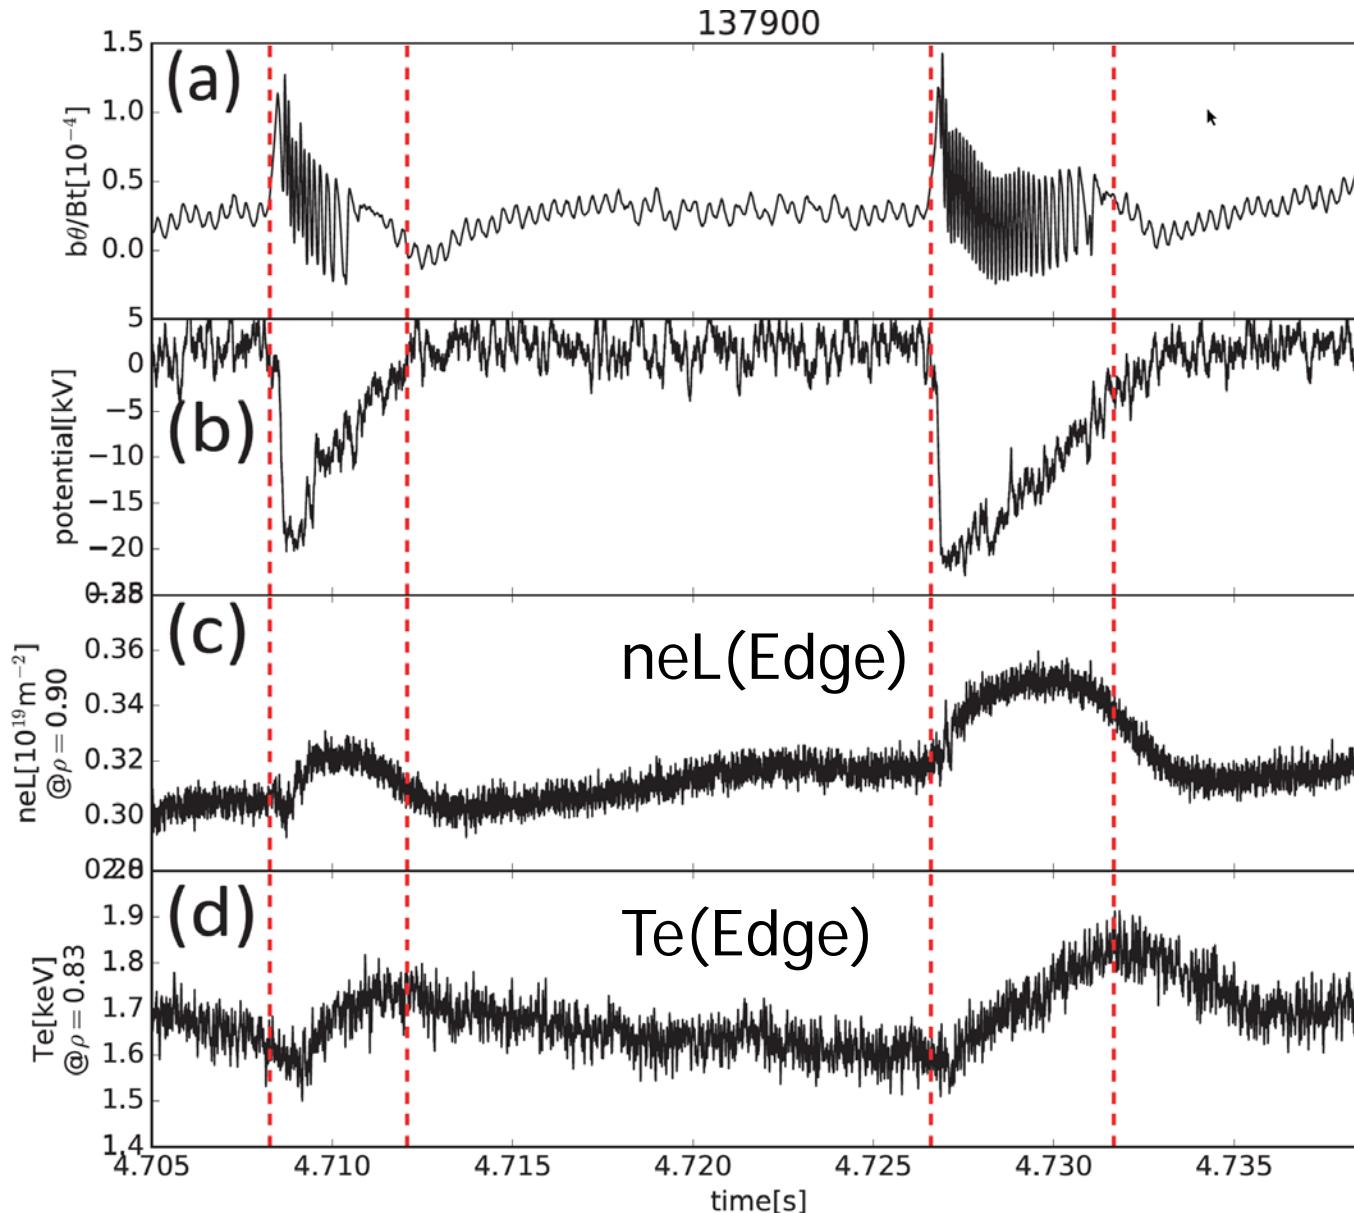 137900
(a)
1.5
1.0
0.5
0.0
bθ/Bt[10⁻⁴]
(b)
5
0
−5
−10
−15
−20
potential[kV]
(c)
neL(Edge)
0.36
0.34
0.32
0.30
neL[10¹⁹m⁻²]
@ρ = 0.90
(d)
Te(Edge)
1.9
1.8
1.7
1.6
1.5
1.4
Te[keV]
@ρ = 0.83
4.705 4.710 4.715 4.720 4.725 4.730 4.735
time[s]